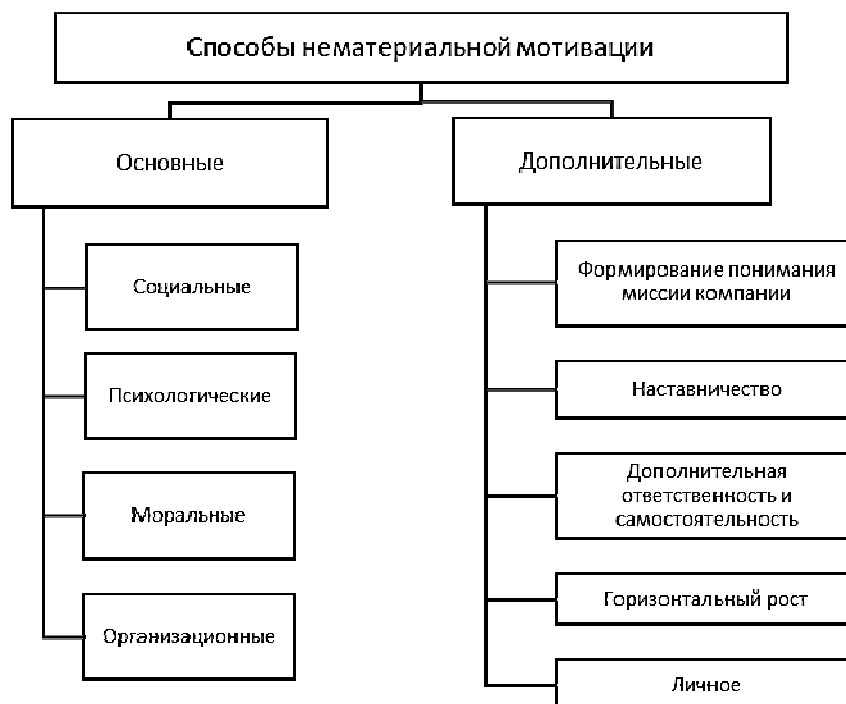 Способы нематериальной мотивации
Основные
Социальные
Психологические
Моральные
Организационные
Дополнительные
Формирование понимания
миссии компании
Наставничество
Дополнительная
ответственность и
самостоятельность
Горизонтальный рост
Личное